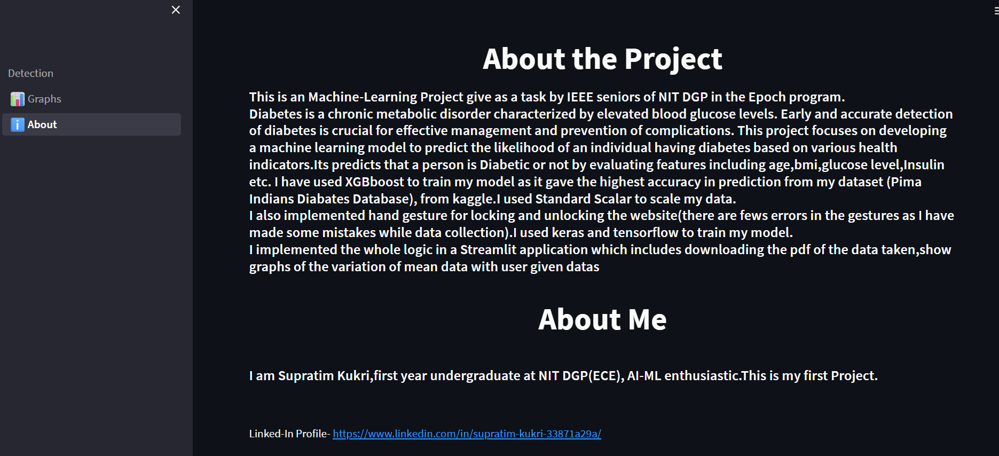 Detection
Graphs
About
About the Project
This is an Machine-Learning Project give as a task by IEEE seniors of NIT DGP in the Epoch program.
Diabetes is a chronic metabolic disorder characterized by elevated blood glucose levels. Early and accurate detection
of diabetes is crucial for effective management and prevention of complications. This project focuses on developing
a machine learning model to predict the likelihood of an individual having diabetes based on various health
indicators.Its predicts that a person is Diabetic or not by evaluating features including age,bmi,glucose level,Insulin
etc. I have used XGBboost to train my model as it gave the highest accuracy in prediction from my dataset (Pima
Indians Diabates Database), from kaggle.I used Standard Scalar to scale my data.
I also implemented hand gesture for locking and unlocking the website(there are fews errors in the gestures as I have
made some mistakes while data collection).I used keras and tensorflow to train my model.
I implemented the whole logic in a Streamlit application which includes downloading the pdf of the data taken,show
graphs of the variation of mean data with user given datas
About Me
I am Supratim Kukri,first year undergraduate at NIT DGP(ECE), AI-ML enthusiastic.This is my first Project.
Linked-In Profile- https://www.linkedin.com/in/supratim-kukri-33871a29a/